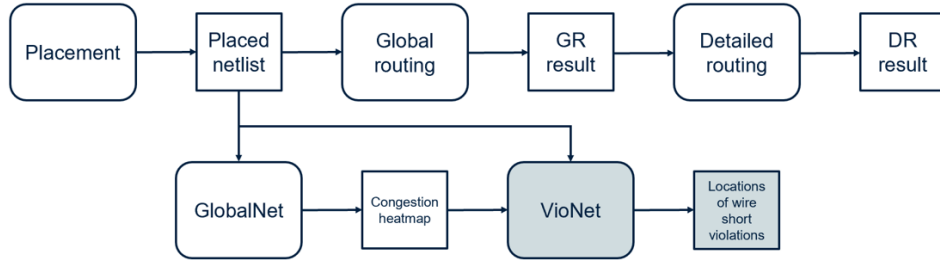 Placement
Placed
netlist
Global
routing
GR
result
Detailed
routing
DR
result
GlobalNet
Congestion
heatmap
VioNet
Locations
of wire
short
violations